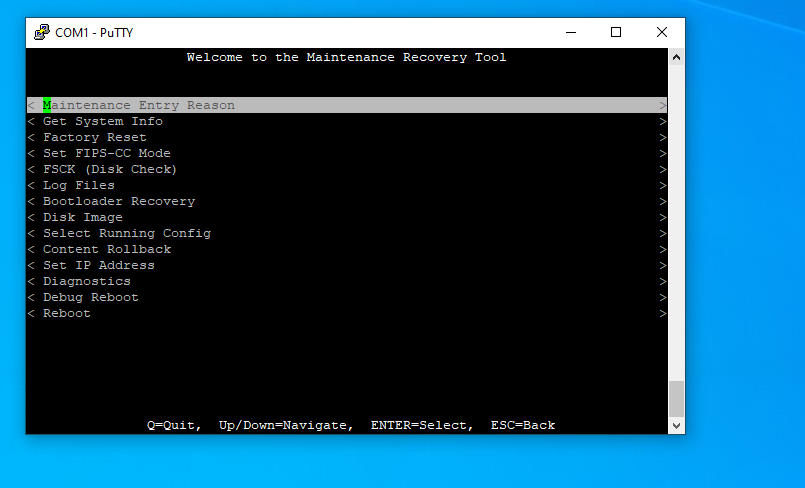 COM1 - PuTTY
Welcome to the Maintenance Recovery Tool
< Maintenance Entry Reason >
< Get System Info >
< Factory Reset >
< Set FIPS-CC Mode >
< FSCK (Disk Check) >
< Log Files >
< Bootloader Recovery >
< Disk Image >
< Select Running Config >
< Content Rollback >
< Set IP Address >
< Diagnostics >
< Debug Reboot >
< Reboot >
Q=Quit, Up/Down=Navigate, ENTER=Select, ESC=Back